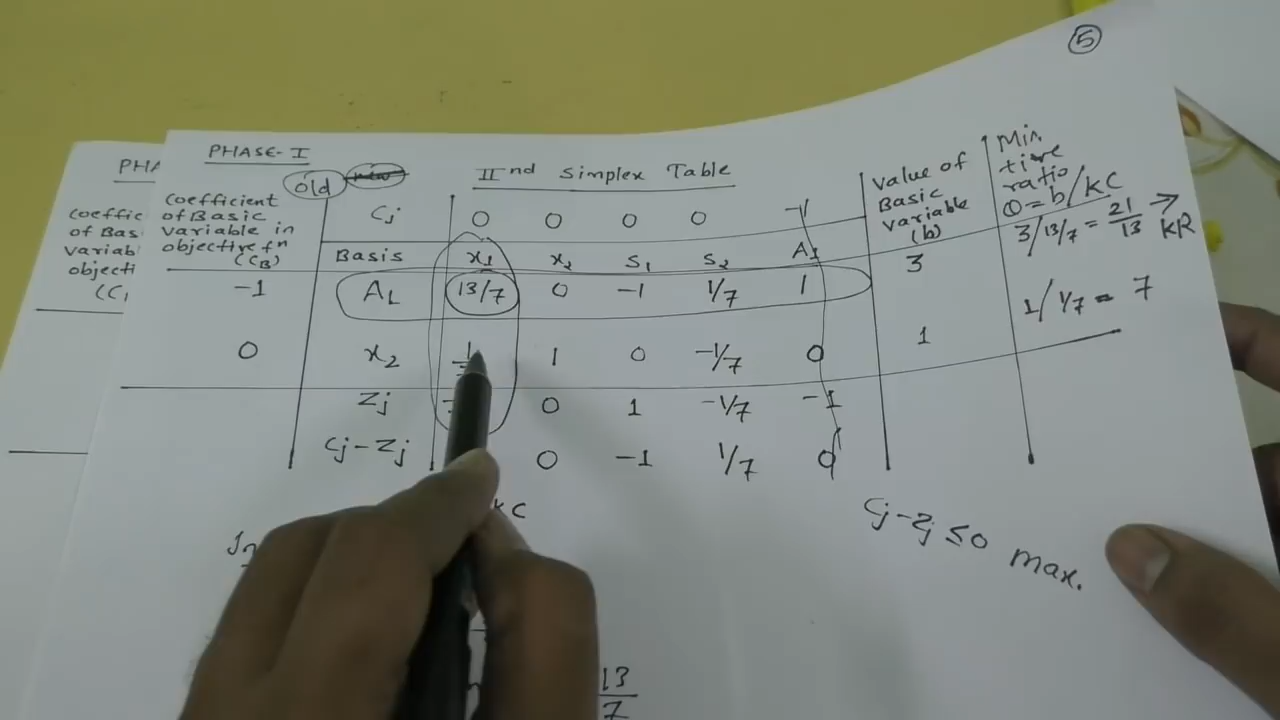 5
PHASE-I
old
IInd Simplex Table
Coefficient of Basic Variable in objective fn (CB)
Cj 0 0 0 0 -1
Value of Basic variable (b)
Min time ratio θ = b/KC
Basis x1 x2 S1 S2 A1
-1 A1 13/7 0 -1 1/7 1 3 3/13/7 = 21/13 → KR
0 x2 1 1 0 -1/7 0 1 1/1/7 = 7
Zj 0 1 -1/7 -1
Cj-Zj 0 -1 1/7 0
KC
Cj-Zj ≤0 max.
13/7
PHA
coeffic
of Bas
variab
objecti